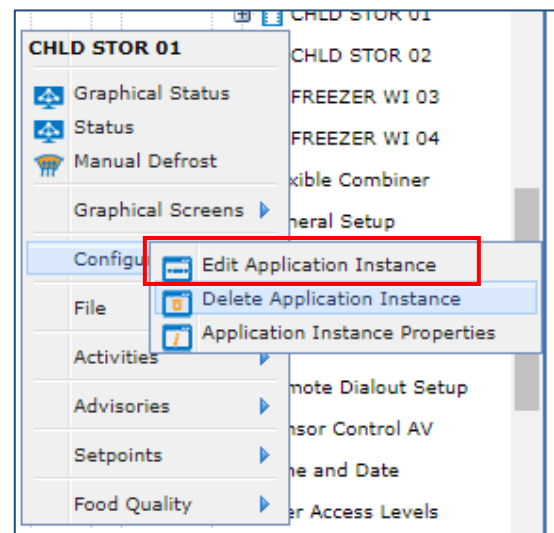 CHLD STOR 01
CHLD STOR 01
CHLD STOR 02
Graphical Status
FREEZER WI 03
Status
FREEZER WI 04
Manual Defrost
xible Combiner
Graphical Screens
neral Setup
Configu
Edit Application Instance
File
Delete Application Instance
Application Instance Properties
Activities
mote Dialout Setup
Advisories
nsor Control AV
Setpoints
ne and Date
Food Quality
er Access Levels